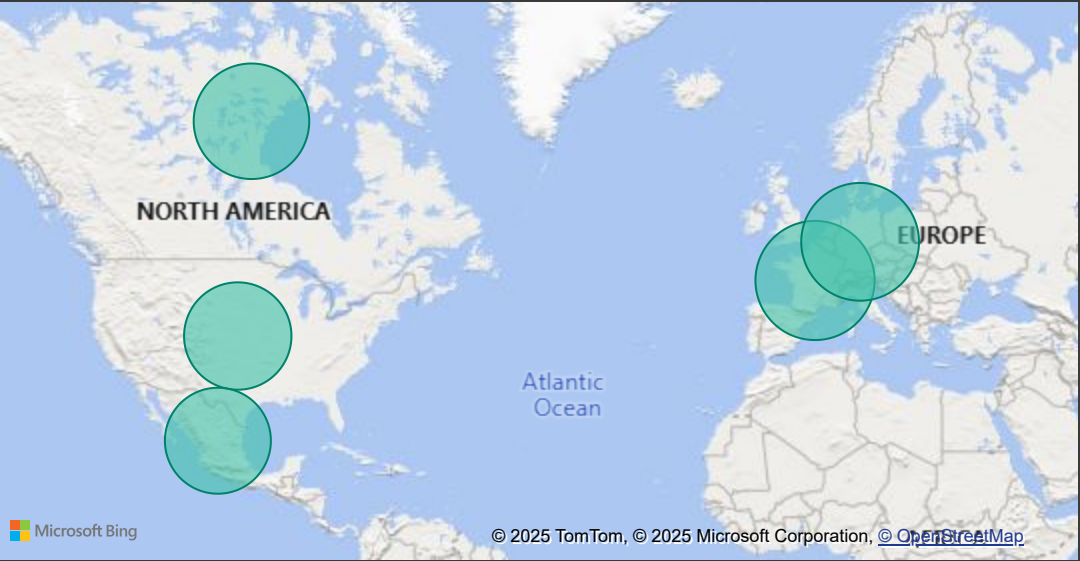 NORTH AMERICA
EUROPE
Atlantic
Ocean
Microsoft Bing
© 2025 TomTom, © 2025 Microsoft Corporation, © OpenStreetMap